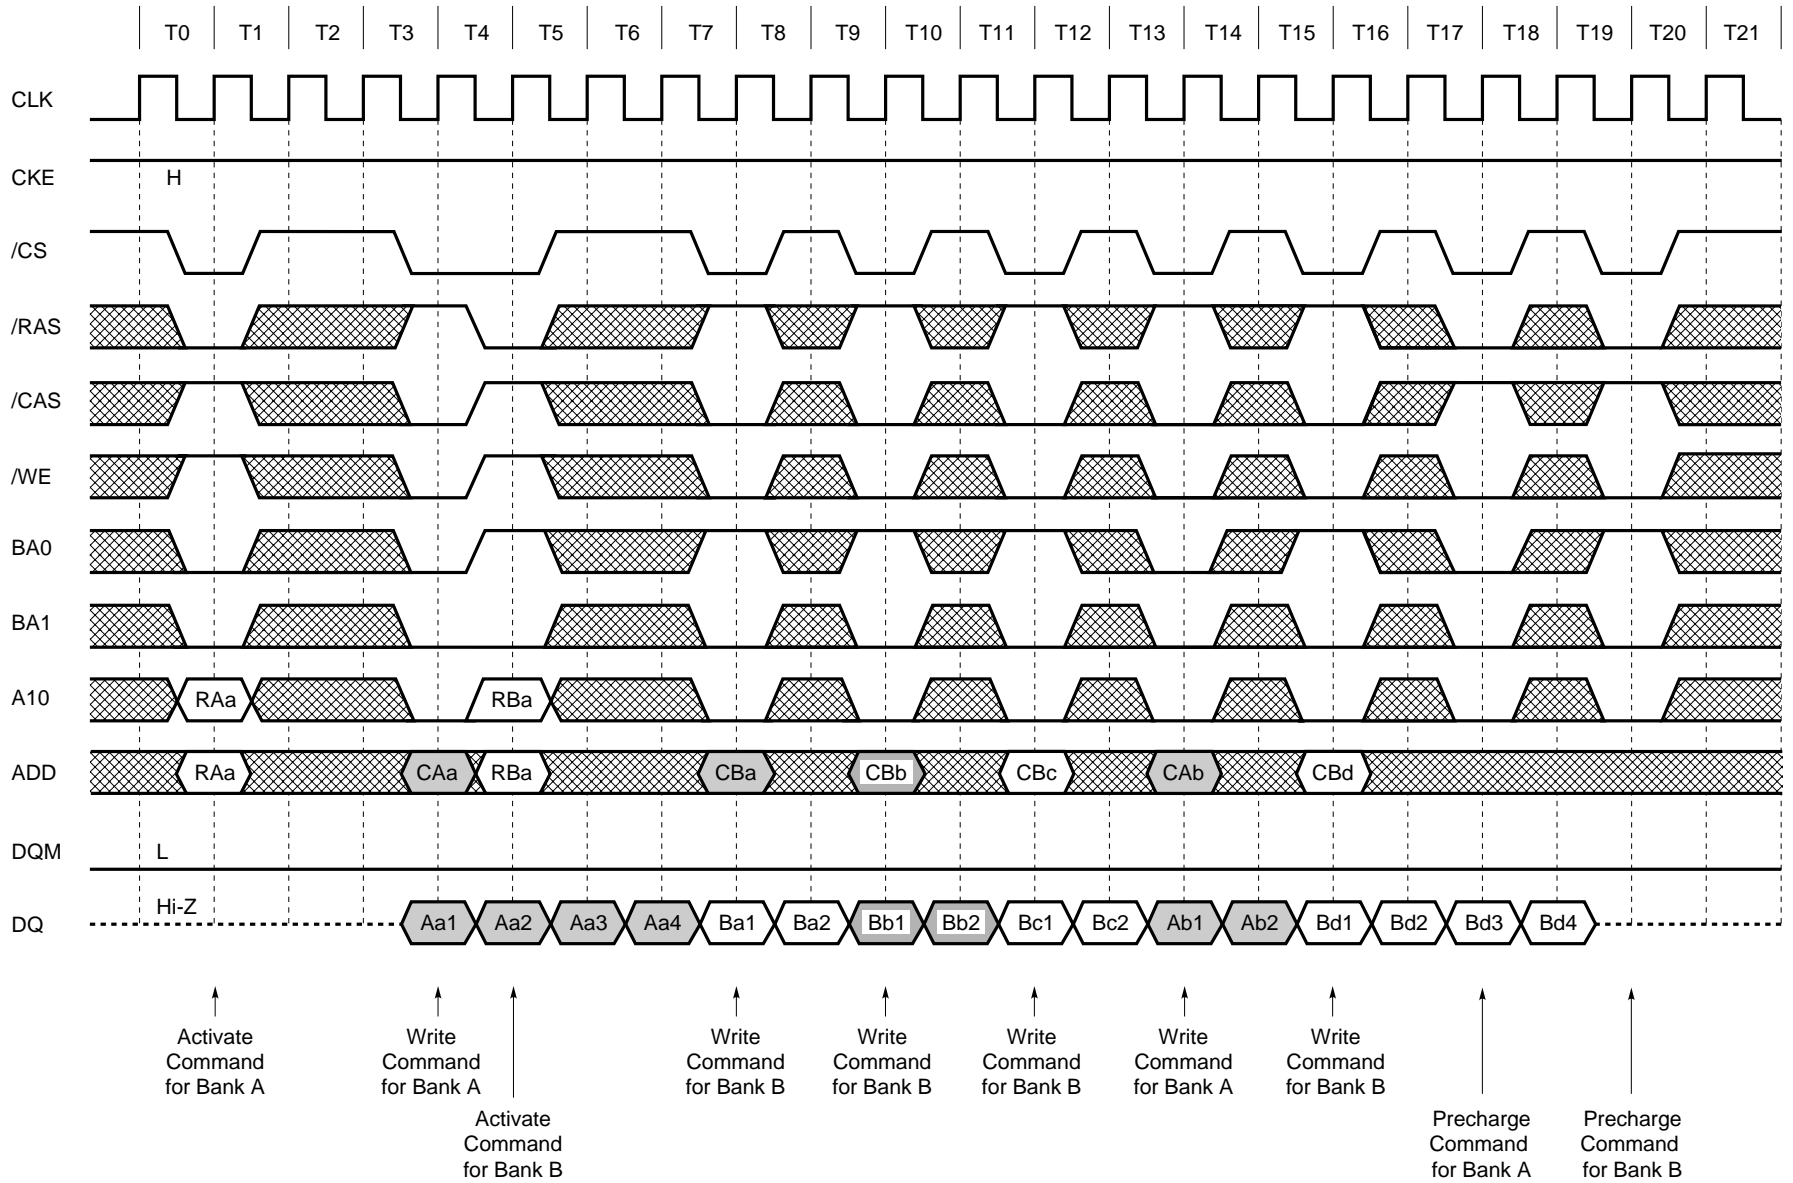 T0 T1 T2 T3 T4 T5 T6 T7 T8 T9 T10 T11 T12 T13 T14 T15 T16 T17 T18 T19 T20 T21
CLK
CKE
H
/CS
/RAS
/CAS
/WE
BA0
BA1
A10 RAa RBa
ADD RAa CAa RBa CBa CBb CBc CAb CBd
DQM L
Hi-Z
DQ Aa1 Aa2 Aa3 Aa4 Ba1 Ba2 Bb1 Bb2 Bc1 Bc2 Ab1 Ab2 Bd1 Bd2 Bd3 Bd4
Activate
Command
for Bank A
Write
Command
for Bank A
Activate
Command
for Bank B
Write
Command
for Bank B
Write
Command
for Bank B
Write
Command
for Bank B
Write
Command
for Bank A
Write
Command
for Bank B
Precharge
Command
for Bank A
Precharge
Command
for Bank B